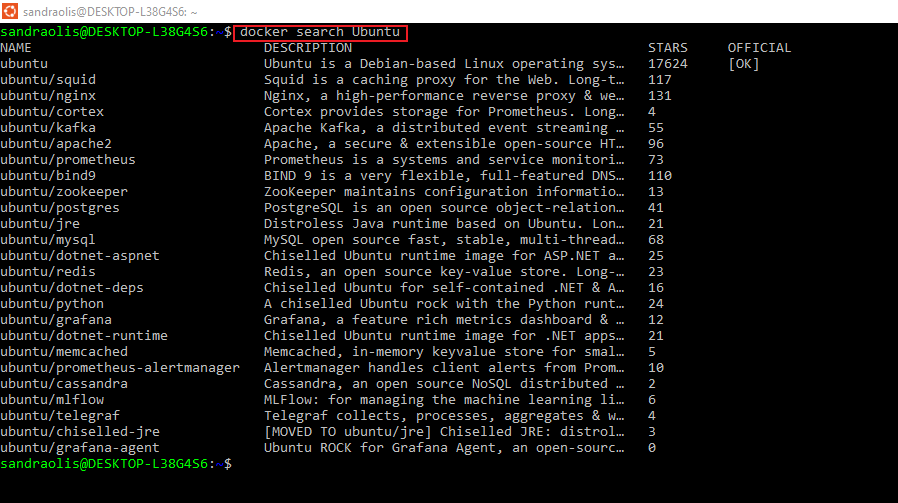 sandraolis@DESKTOP-L38G4S6: ~
sandraolis@DESKTOP-L38G4S6:~$ docker search Ubuntu
NAME DESCRIPTION STARS OFFICIAL
ubuntu Ubuntu is a Debian-based Linux operating sys… 17624 [OK]
ubuntu/squid Squid is a caching proxy for the Web. Long-t… 117
ubuntu/nginx Nginx, a high-performance reverse proxy & we… 131
ubuntu/cortex Cortex provides storage for Prometheus. Long… 4
ubuntu/kafka Apache Kafka, a distributed event streaming … 55
ubuntu/apache2 Apache, a secure & extensible open-source HT… 96
ubuntu/prometheus Prometheus is a systems and service monitori… 73
ubuntu/bind9 BIND 9 is a very flexible, full-featured DNS… 110
ubuntu/zookeeper ZooKeeper maintains configuration informatio… 13
ubuntu/postgres PostgreSQL is an open source object-relation… 41
ubuntu/jre Distroless Java runtime based on Ubuntu. Lon… 21
ubuntu/mysql MySQL open source fast, stable, multi-thread… 68
ubuntu/dotnet-aspnet Chiselled Ubuntu runtime image for ASP.NET a… 25
ubuntu/redis Redis, an open source key-value store. Long-… 23
ubuntu/dotnet-deps Chiselled Ubuntu for self-contained .NET & A… 16
ubuntu/python A chiselled Ubuntu rock with the Python runt… 24
ubuntu/grafana Grafana, a feature rich metrics dashboard & … 12
ubuntu/dotnet-runtime Chiselled Ubuntu runtime image for .NET apps… 21
ubuntu/memcached Memcached, in-memory keyvalue store for smal… 5
ubuntu/prometheus-alertmanager Alertmanager handles client alerts from Prom… 10
ubuntu/cassandra Cassandra, an open source NoSQL distributed … 2
ubuntu/mlflow MLFlow: for managing the machine learning li… 6
ubuntu/telegraf Telegraf collects, processes, aggregates & w… 4
ubuntu/chiselled-jre [MOVED TO ubuntu/jre] Chiselled JRE: distrol… 3
ubuntu/grafana-agent Ubuntu ROCK for Grafana Agent, an open-sourc… 0
sandraolis@DESKTOP-L38G4S6:~$